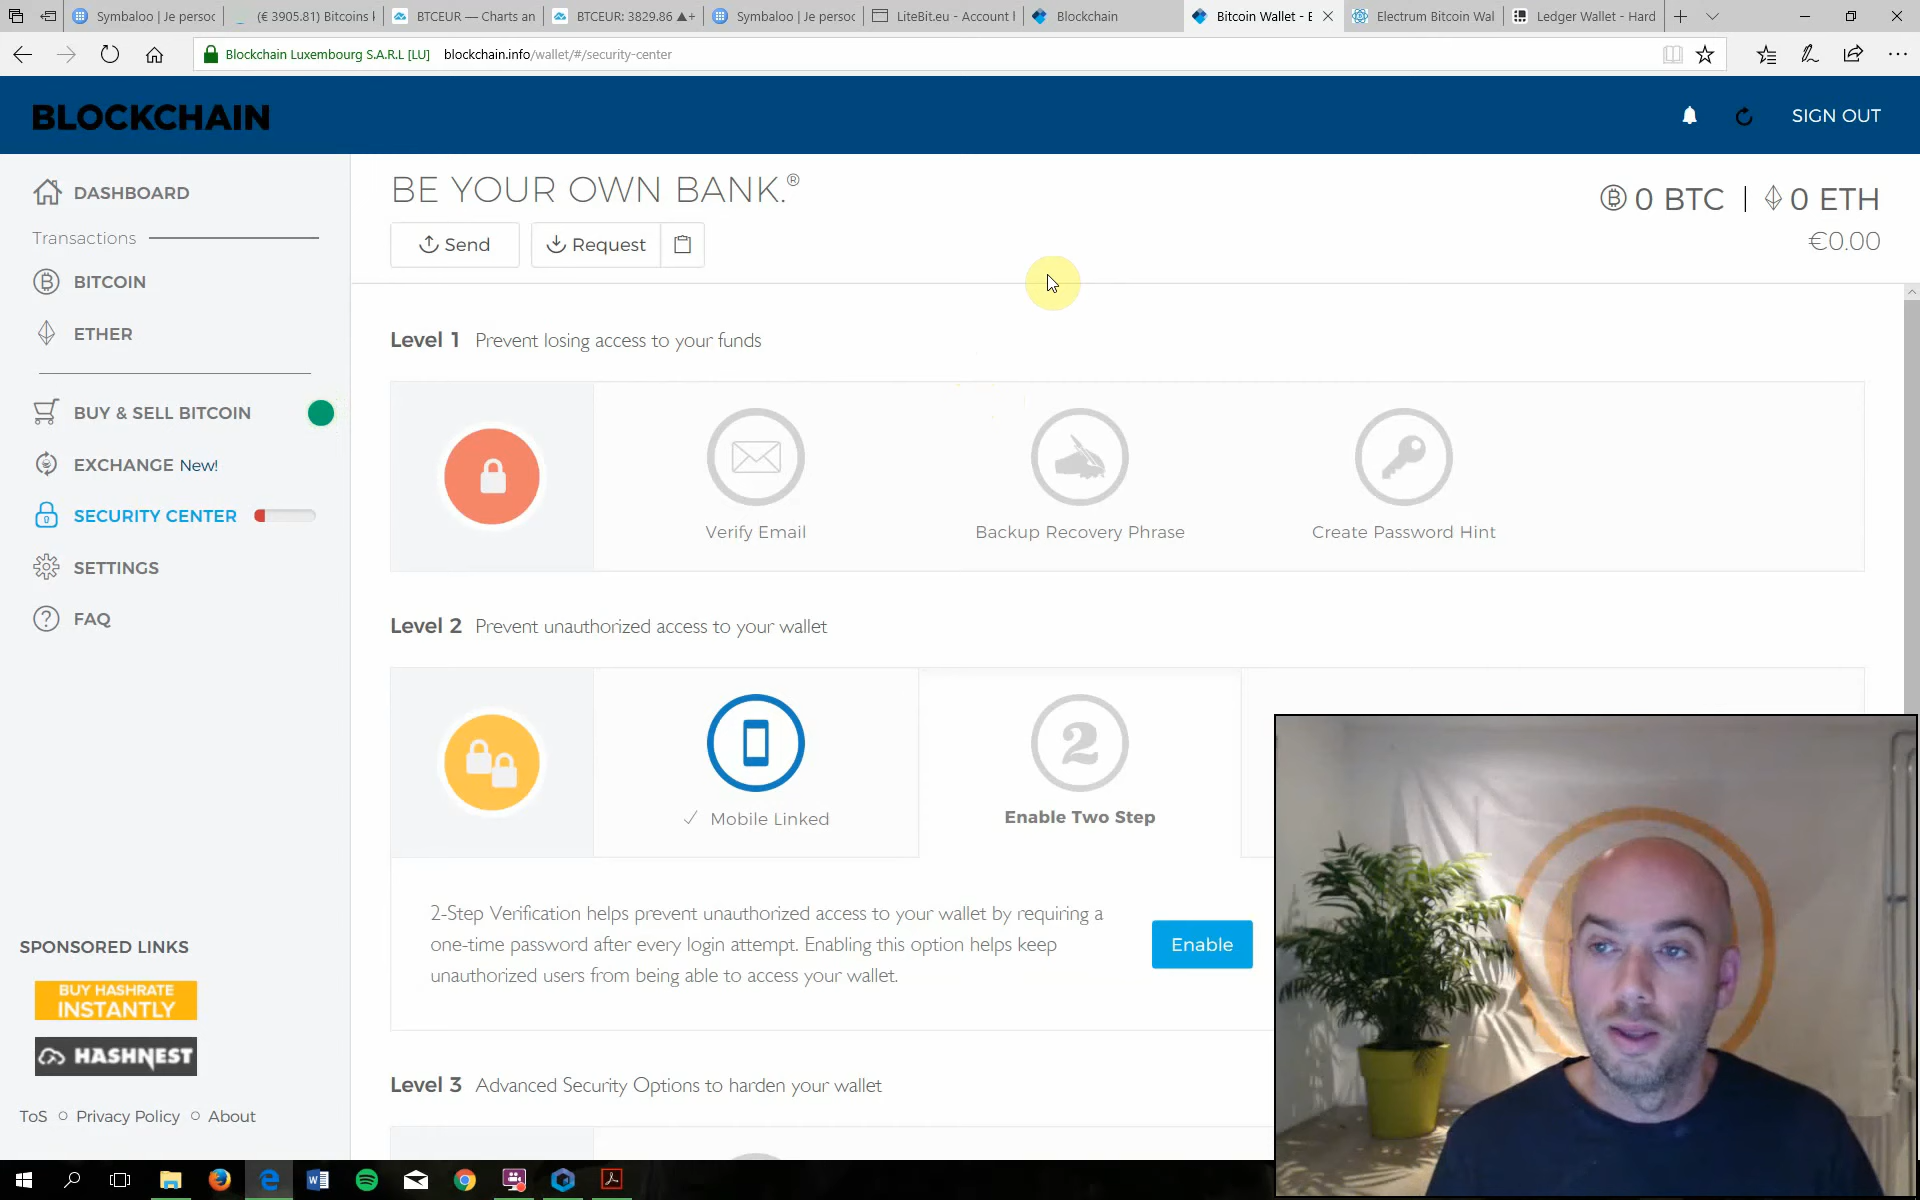 Symbaloo | Je persoc
(€ 3905.81) Bitcoins k
BTCEUR — Charts an
BTCEUR: 3829.86 ▲+
Symbaloo | Je persoc
LiteBit.eu - Account I
Blockchain
Bitcoin Wallet - E
Electrum Bitcoin Wal
Ledger Wallet - Hard
Blockchain Luxembourg S.A.R.L [LU]
blockchain.info/wallet/#/security-center
BLOCKCHAIN
SIGN OUT
DASHBOARD
Transactions
BITCOIN
ETHER
BUY & SELL BITCOIN
EXCHANGE New!
SECURITY CENTER
SETTINGS
FAQ
SPONSORED LINKS
BUY HASHRATE
INSTANTLY
HASHNEST
ToS
Privacy Policy
About
BE YOUR OWN BANK.®
0 BTC | 0 ETH
€0.00
Send
Request
Level 1 Prevent losing access to your funds
Verify Email
Backup Recovery Phrase
Create Password Hint
Level 2 Prevent unauthorized access to your wallet
✓ Mobile Linked
2
Enable Two Step
2-Step Verification helps prevent unauthorized access to your wallet by requiring a
one-time password after every login attempt. Enabling this option helps keep
unauthorized users from being able to access your wallet.
Enable
Level 3 Advanced Security Options to harden your wallet